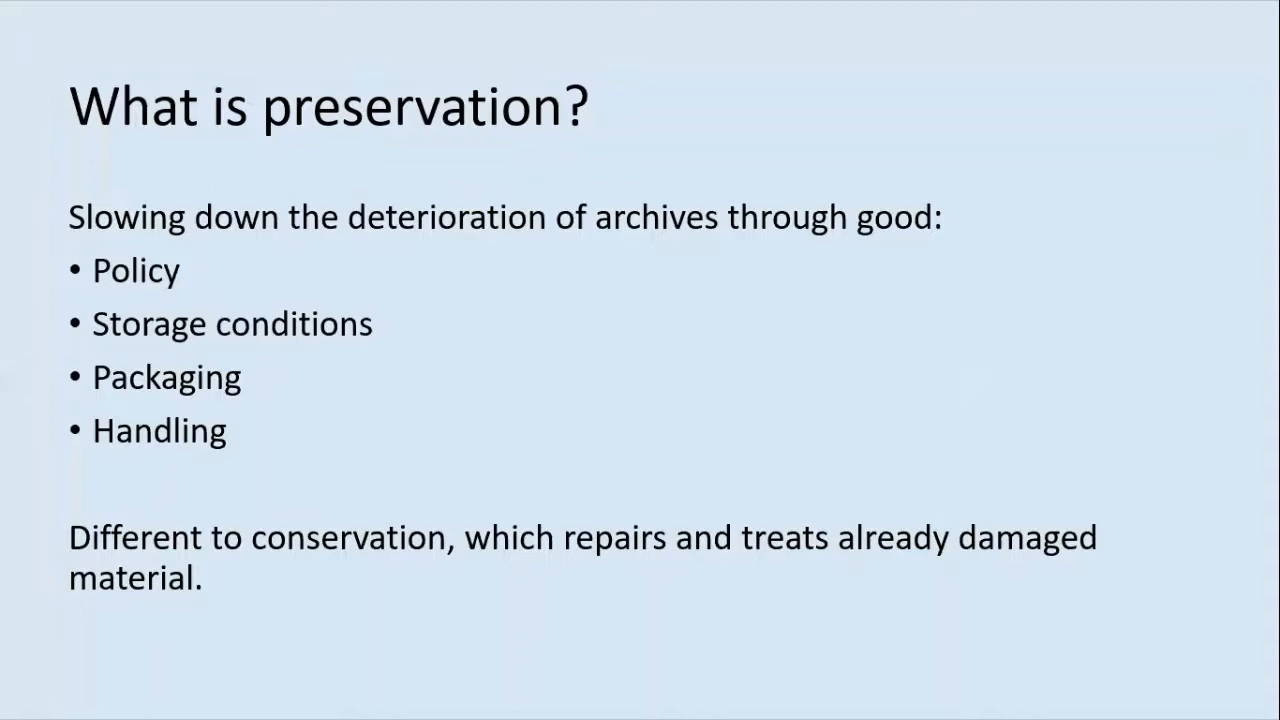 What is preservation?
Slowing down the deterioration of archives through good:
• Policy
• Storage conditions
• Packaging
• Handling
Different to conservation, which repairs and treats already damaged
material.